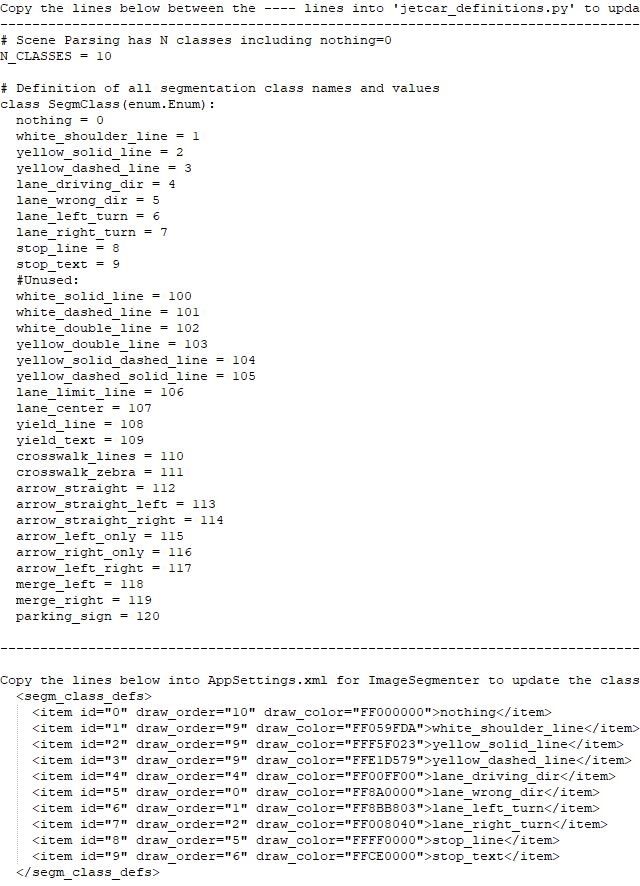 Copy the lines below between the ---- lines into 'jetcar_definitions.py' to upda
--------------------------------------------------------------------------------
# Scene Parsing has N classes including nothing=0
N_CLASSES = 10
# Definition of all segmentation class names and values
class SegmClass(enum.Enum):
  nothing = 0
  white_shoulder_line = 1
  yellow_solid_line = 2
  yellow_dashed_line = 3
  lane_driving_dir = 4
  lane_wrong_dir = 5
  lane_left_turn = 6
  lane_right_turn = 7
  stop_line = 8
  stop_text = 9
  #Unused:
  white_solid_line = 100
  white_dashed_line = 101
  white_double_line = 102
  yellow_double_line = 103
  yellow_solid_dashed_line = 104
  yellow_dashed_solid_line = 105
  lane_limit_line = 106
  lane_center = 107
  yield_line = 108
  yield_text = 109
  crosswalk_lines = 110
  crosswalk_zebra = 111
  arrow_straight = 112
  arrow_straight_left = 113
  arrow_straight_right = 114
  arrow_left_only = 115
  arrow_right_only = 116
  arrow_left_right = 117
  merge_left = 118
  merge_right = 119
  parking_sign = 120
--------------------------------------------------------------------------------
Copy the lines below into AppSettings.xml for ImageSegmenter to update the class
  <segm_class_defs>
    <item id="0" draw_order="10" draw_color="FF000000">nothing</item>
    <item id="1" draw_order="9" draw_color="FF059FDA">white_shoulder_line</item>
    <item id="2" draw_order="9" draw_color="FFF5F023">yellow_solid_line</item>
    <item id="3" draw_order="9" draw_color="FFE1D579">yellow_dashed_line</item>
    <item id="4" draw_order="4" draw_color="FF00FF00">lane_driving_dir</item>
    <item id="5" draw_order="0" draw_color="FF8A0000">lane_wrong_dir</item>
    <item id="6" draw_order="1" draw_color="FF8BB803">lane_left_turn</item>
    <item id="7" draw_order="2" draw_color="FF008040">lane_right_turn</item>
    <item id="8" draw_order="5" draw_color="FFFF0000">stop_line</item>
    <item id="9" draw_order="6" draw_color="FFCE0000">stop_text</item>
  </segm_class_defs>